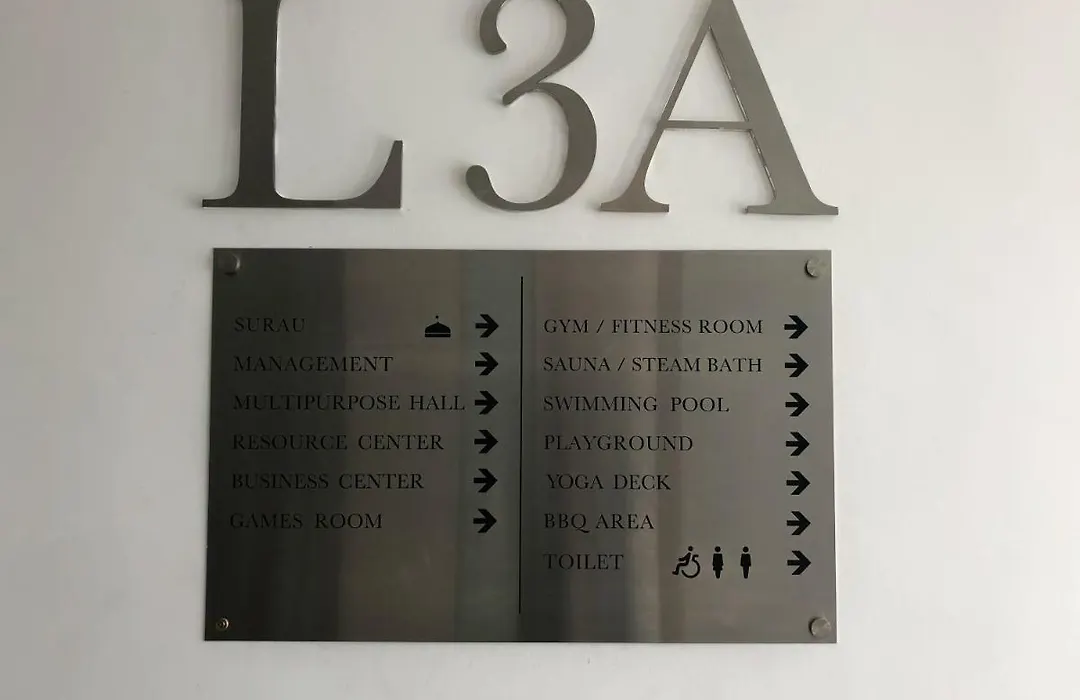 L 3A
SURAU
MANAGEMENT
MULTIPURPOSE HALL
RESOURCE CENTER
BUSINESS CENTER
GAMES ROOM
GYM / FITNESS ROOM
SAUNA / STEAM BATH
SWIMMING POOL
PLAYGROUND
YOGA DECK
BBQ AREA
TOILET